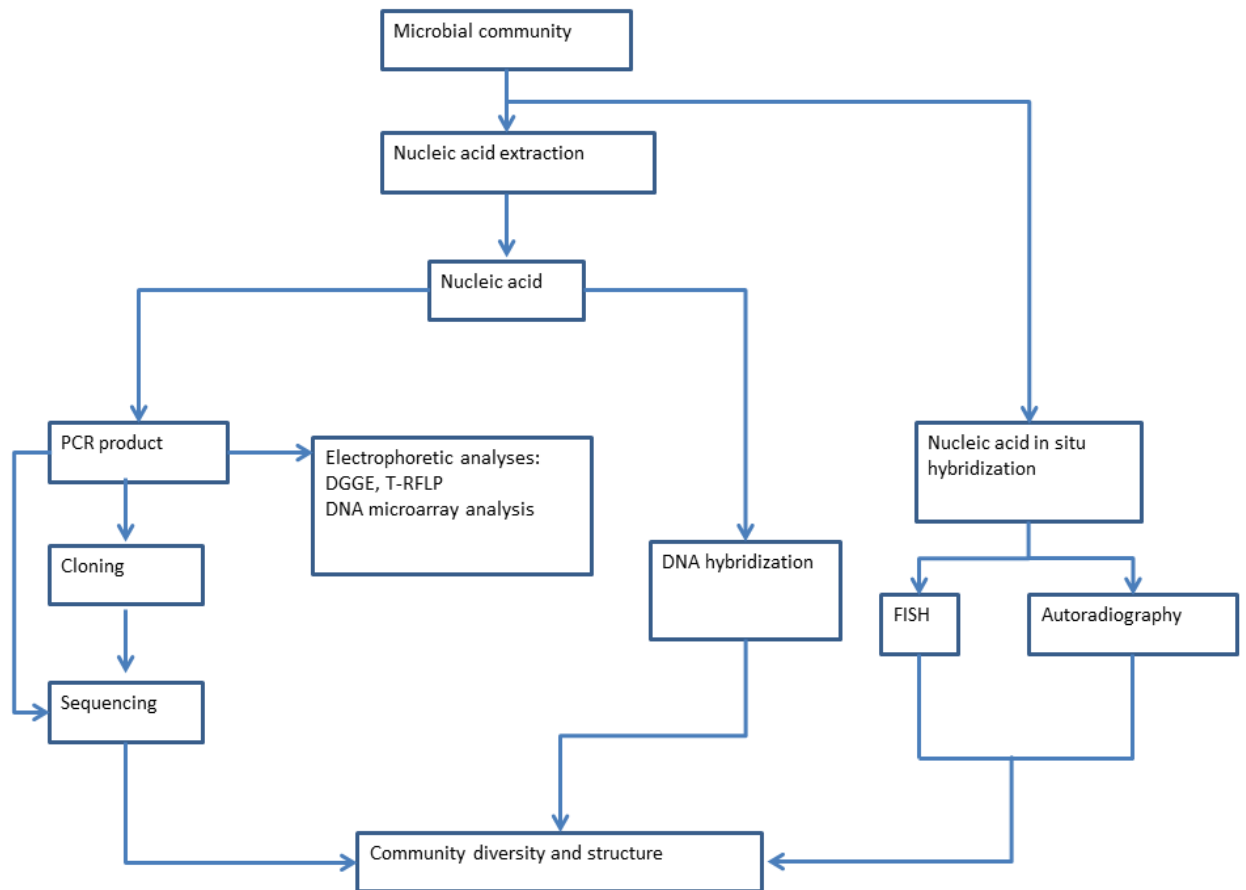 Microbial community
Nucleic acid extraction
Nucleic acid
PCR product
Electrophoretic analyses:
DGGE, T-RFLP
DNA microarray analysis
Nucleic acid in situ
hybridization
Cloning
DNA hybridization
FISH
Autoradiography
Sequencing
Community diversity and structure